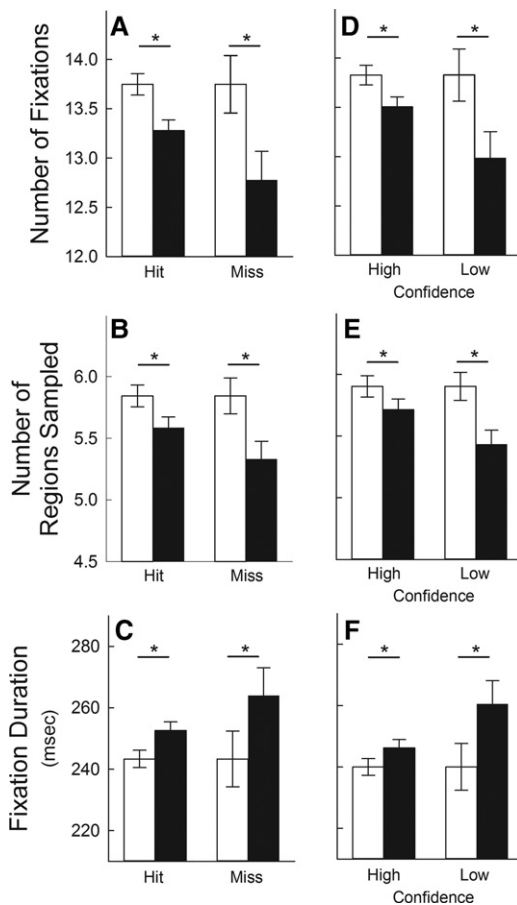 A
D
* * * *
Number of Fixations
14.0
13.5
13.0
12.5
12.0
Hit Miss
High Low
Confidence
B
E
* * * *
Number of
Regions Sampled
6.0
5.5
5.0
4.5
Hit Miss
High Low
Confidence
C
F
* * * *
Fixation Duration
(msec)
280
260
240
220
Hit Miss
High Low
Confidence